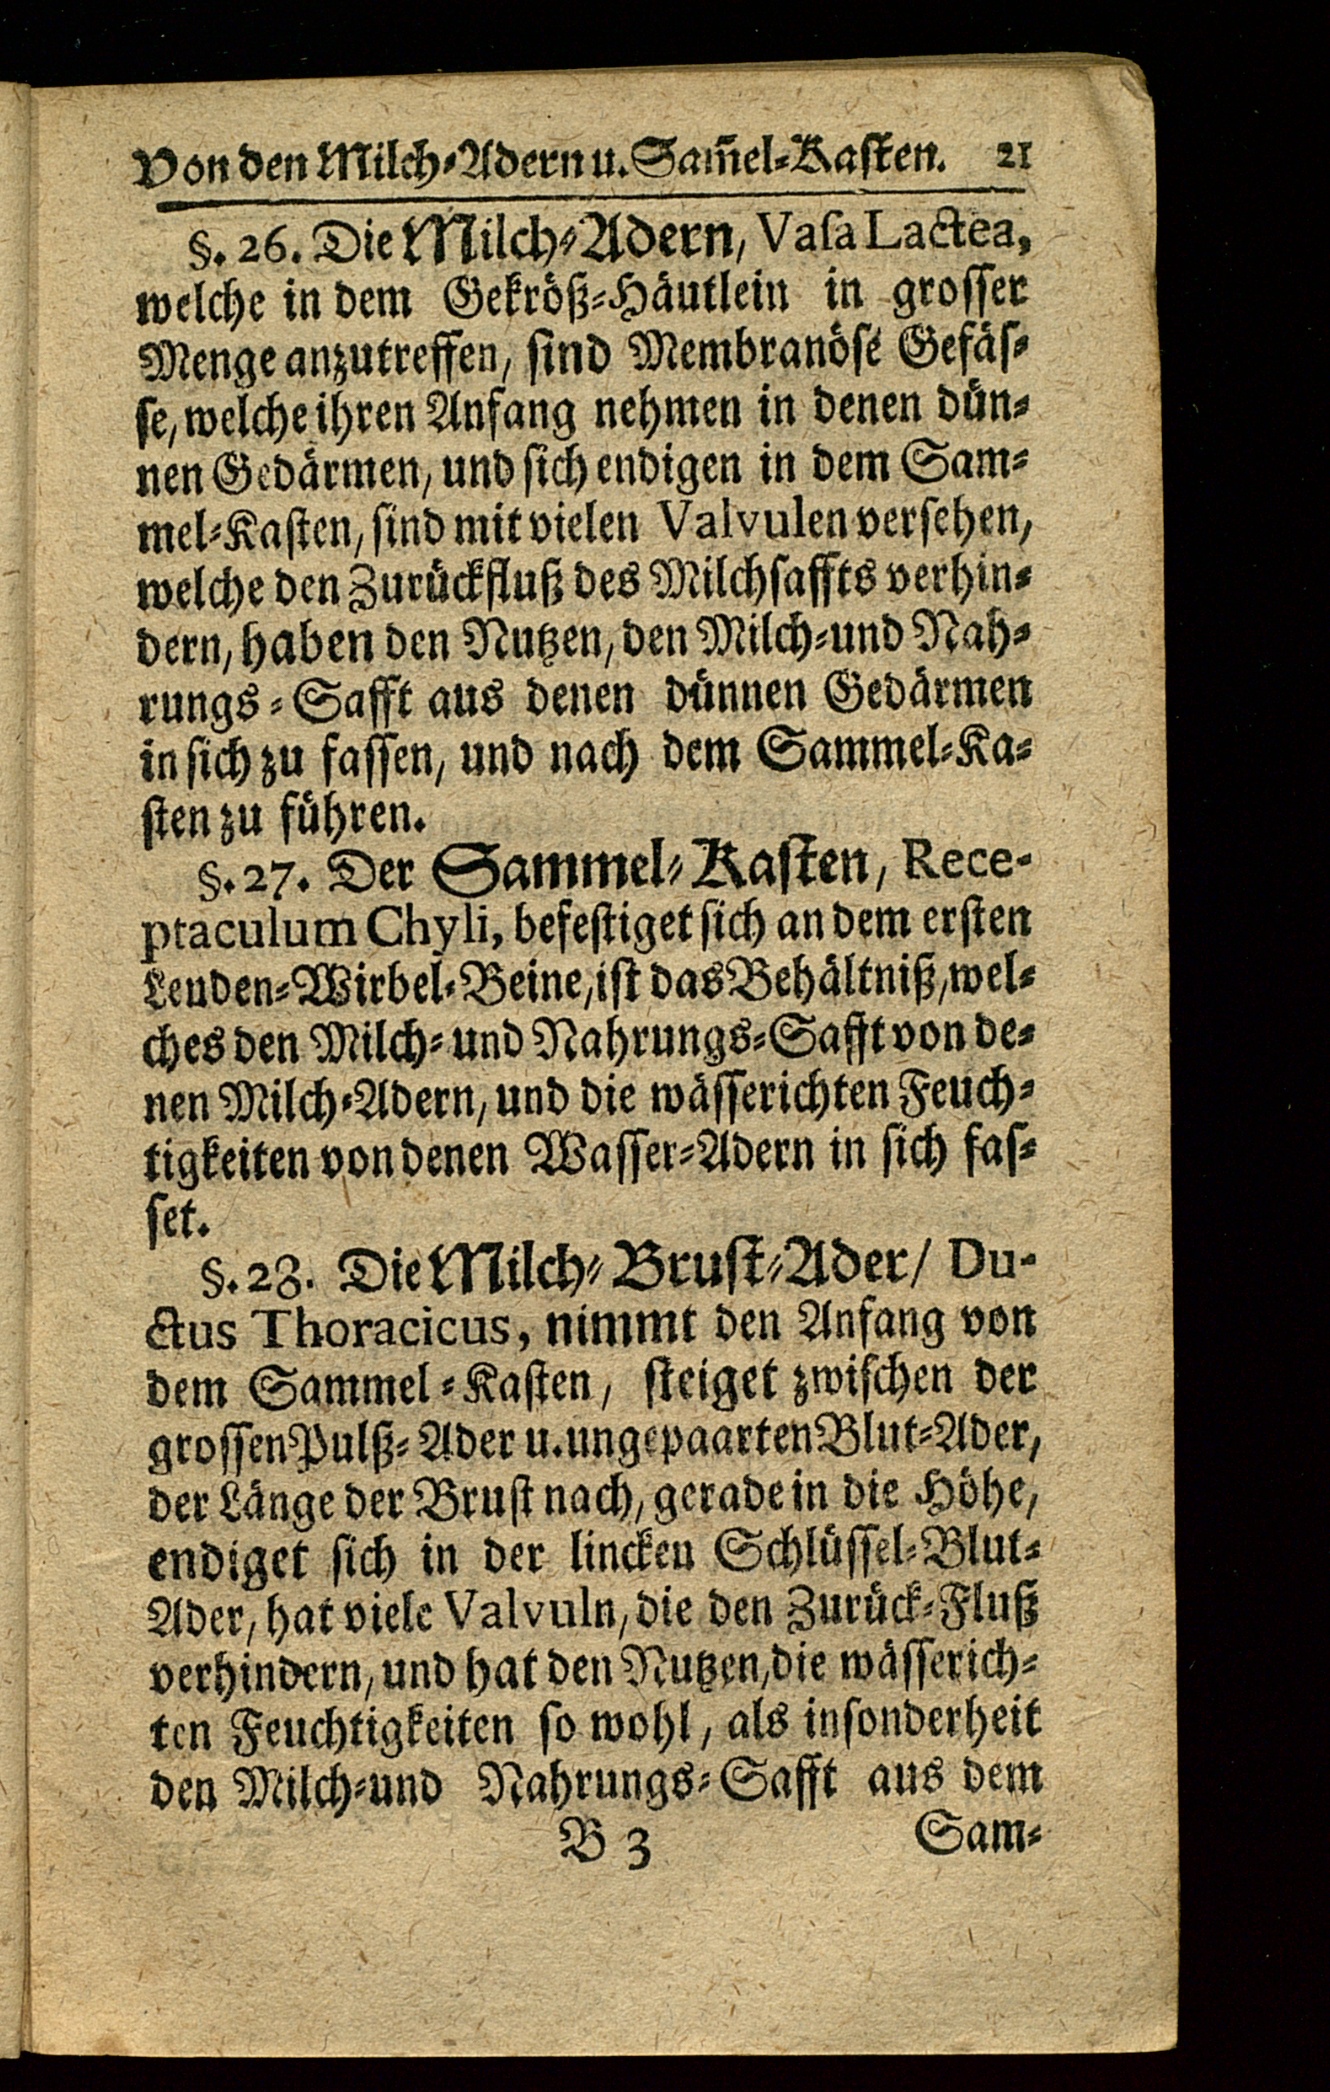 Von den Milch-Adern u. Sam̄el-Kasten. 21
§. 26. Die Milch-Adern, Vasa Lactea,
welche in dem Gekröß-Häutlein in grosser
Menge anzutreffen, sind Membranöse Gefäs-
se, welche ihren Anfang nehmen in denen dün-
nen Gedärmen, und sich endigen in dem Sam-
mel-Kasten, sind mit vielen Valvulen versehen,
welche den Zurückfluß des Milchsaffts verhin-
dern, haben den Nutzen, den Milch-und Nah-
rungs-Safft aus denen dünnen Gedärmen
in sich zu fassen, und nach dem Sammel-Ka-
sten zu führen.
§. 27. Der Sammel-Kasten, Rece-
ptaculum Chyli, befestiget sich an dem ersten
Lenden-Wirbel-Beine, ist das Behältniß, wel-
ches den Milch- und Nahrungs-Safft von de-
nen Milch-Adern, und die wässerichten Feuch-
tigkeiten von denen Wasser-Adern in sich fas-
set.
§. 28. Die Milch-Brust-Ader/ Du-
ctus Thoracicus, nimmt den Anfang von
dem Sammel-Kasten, steiget zwischen der
grossen Pulß-Ader u. ungepaarten Blut-Ader,
der Länge der Brust nach, gerade in die Höhe,
endiget sich in der lincken Schlüssel-Blut-
Ader, hat viele Valvuln, die den Zurück-Fluß
verhindern, und hat den Nutzen, die wässerich-
ten Feuchtigkeiten so wohl, als insonderheit
den Milch-und Nahrungs-Safft aus dem
B 3 Sam-